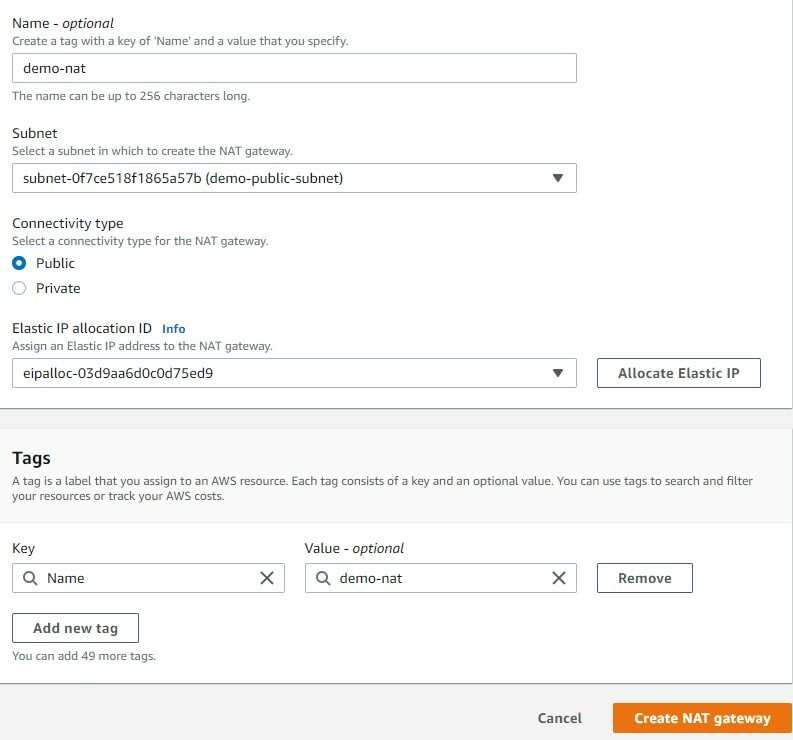 Name - optional
Create a tag with a key of 'Name' and a value that you specify.
demo-nat
The name can be up to 256 characters long.
Subnet
Select a subnet in which to create the NAT gateway.
subnet-0f7ce518f1865a57b (demo-public-subnet)
Connectivity type
Select a connectivity type for the NAT gateway.
Public
Private
Elastic IP allocation ID Info
Assign an Elastic IP address to the NAT gateway.
eipalloc-03d9aa6d0c0d75ed9 Allocate Elastic IP
Tags
A tag is a label that you assign to an AWS resource. Each tag consists of a key and an optional value. You can use tags to search and filter
your resources or track your AWS costs.
Key Value - optional
Name demo-nat Remove
Add new tag
You can add 49 more tags.
Cancel Create NAT gateway